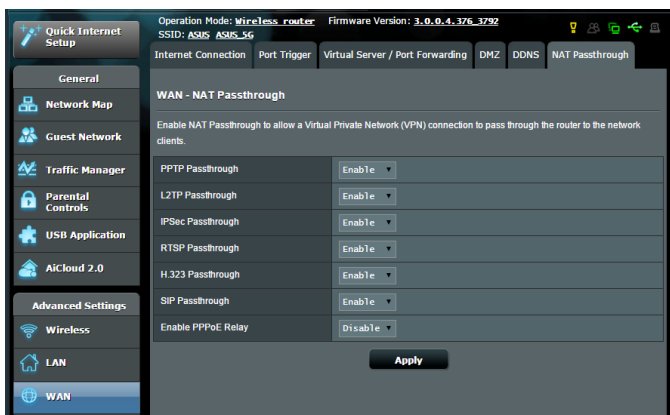 Quick Internet
Setup
Operation Mode: Wireless router Firmware Version: 3.0.0.4.376_3792
SSID: ASUS ASUS_5G
Internet Connection
Port Trigger
Virtual Server / Port Forwarding
DMZ
DDNS
NAT Passthrough
General
Network Map
Guest Network
Traffic Manager
Parental
Controls
USB Application
AiCloud 2.0
Advanced Settings
Wireless
LAN
WAN
WAN - NAT Passthrough
Enable NAT Passthrough to allow a Virtual Private Network (VPN) connection to pass through the router to the network
clients.
PPTP Passthrough Enable
L2TP Passthrough Enable
IPSec Passthrough Enable
RTSP Passthrough Enable
H.323 Passthrough Enable
SIP Passthrough Enable
Enable PPPoE Relay Disable
Apply